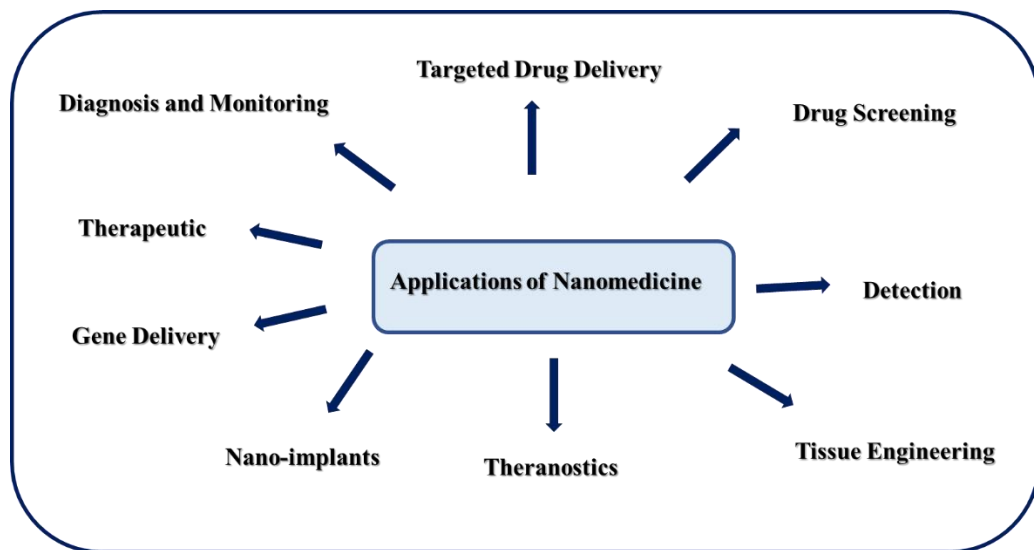 Targeted Drug Delivery
Diagnosis and Monitoring
Drug Screening
Therapeutic
Applications of Nanomedicine
Detection
Gene Delivery
Nano-implants
Theranostics
Tissue Engineering